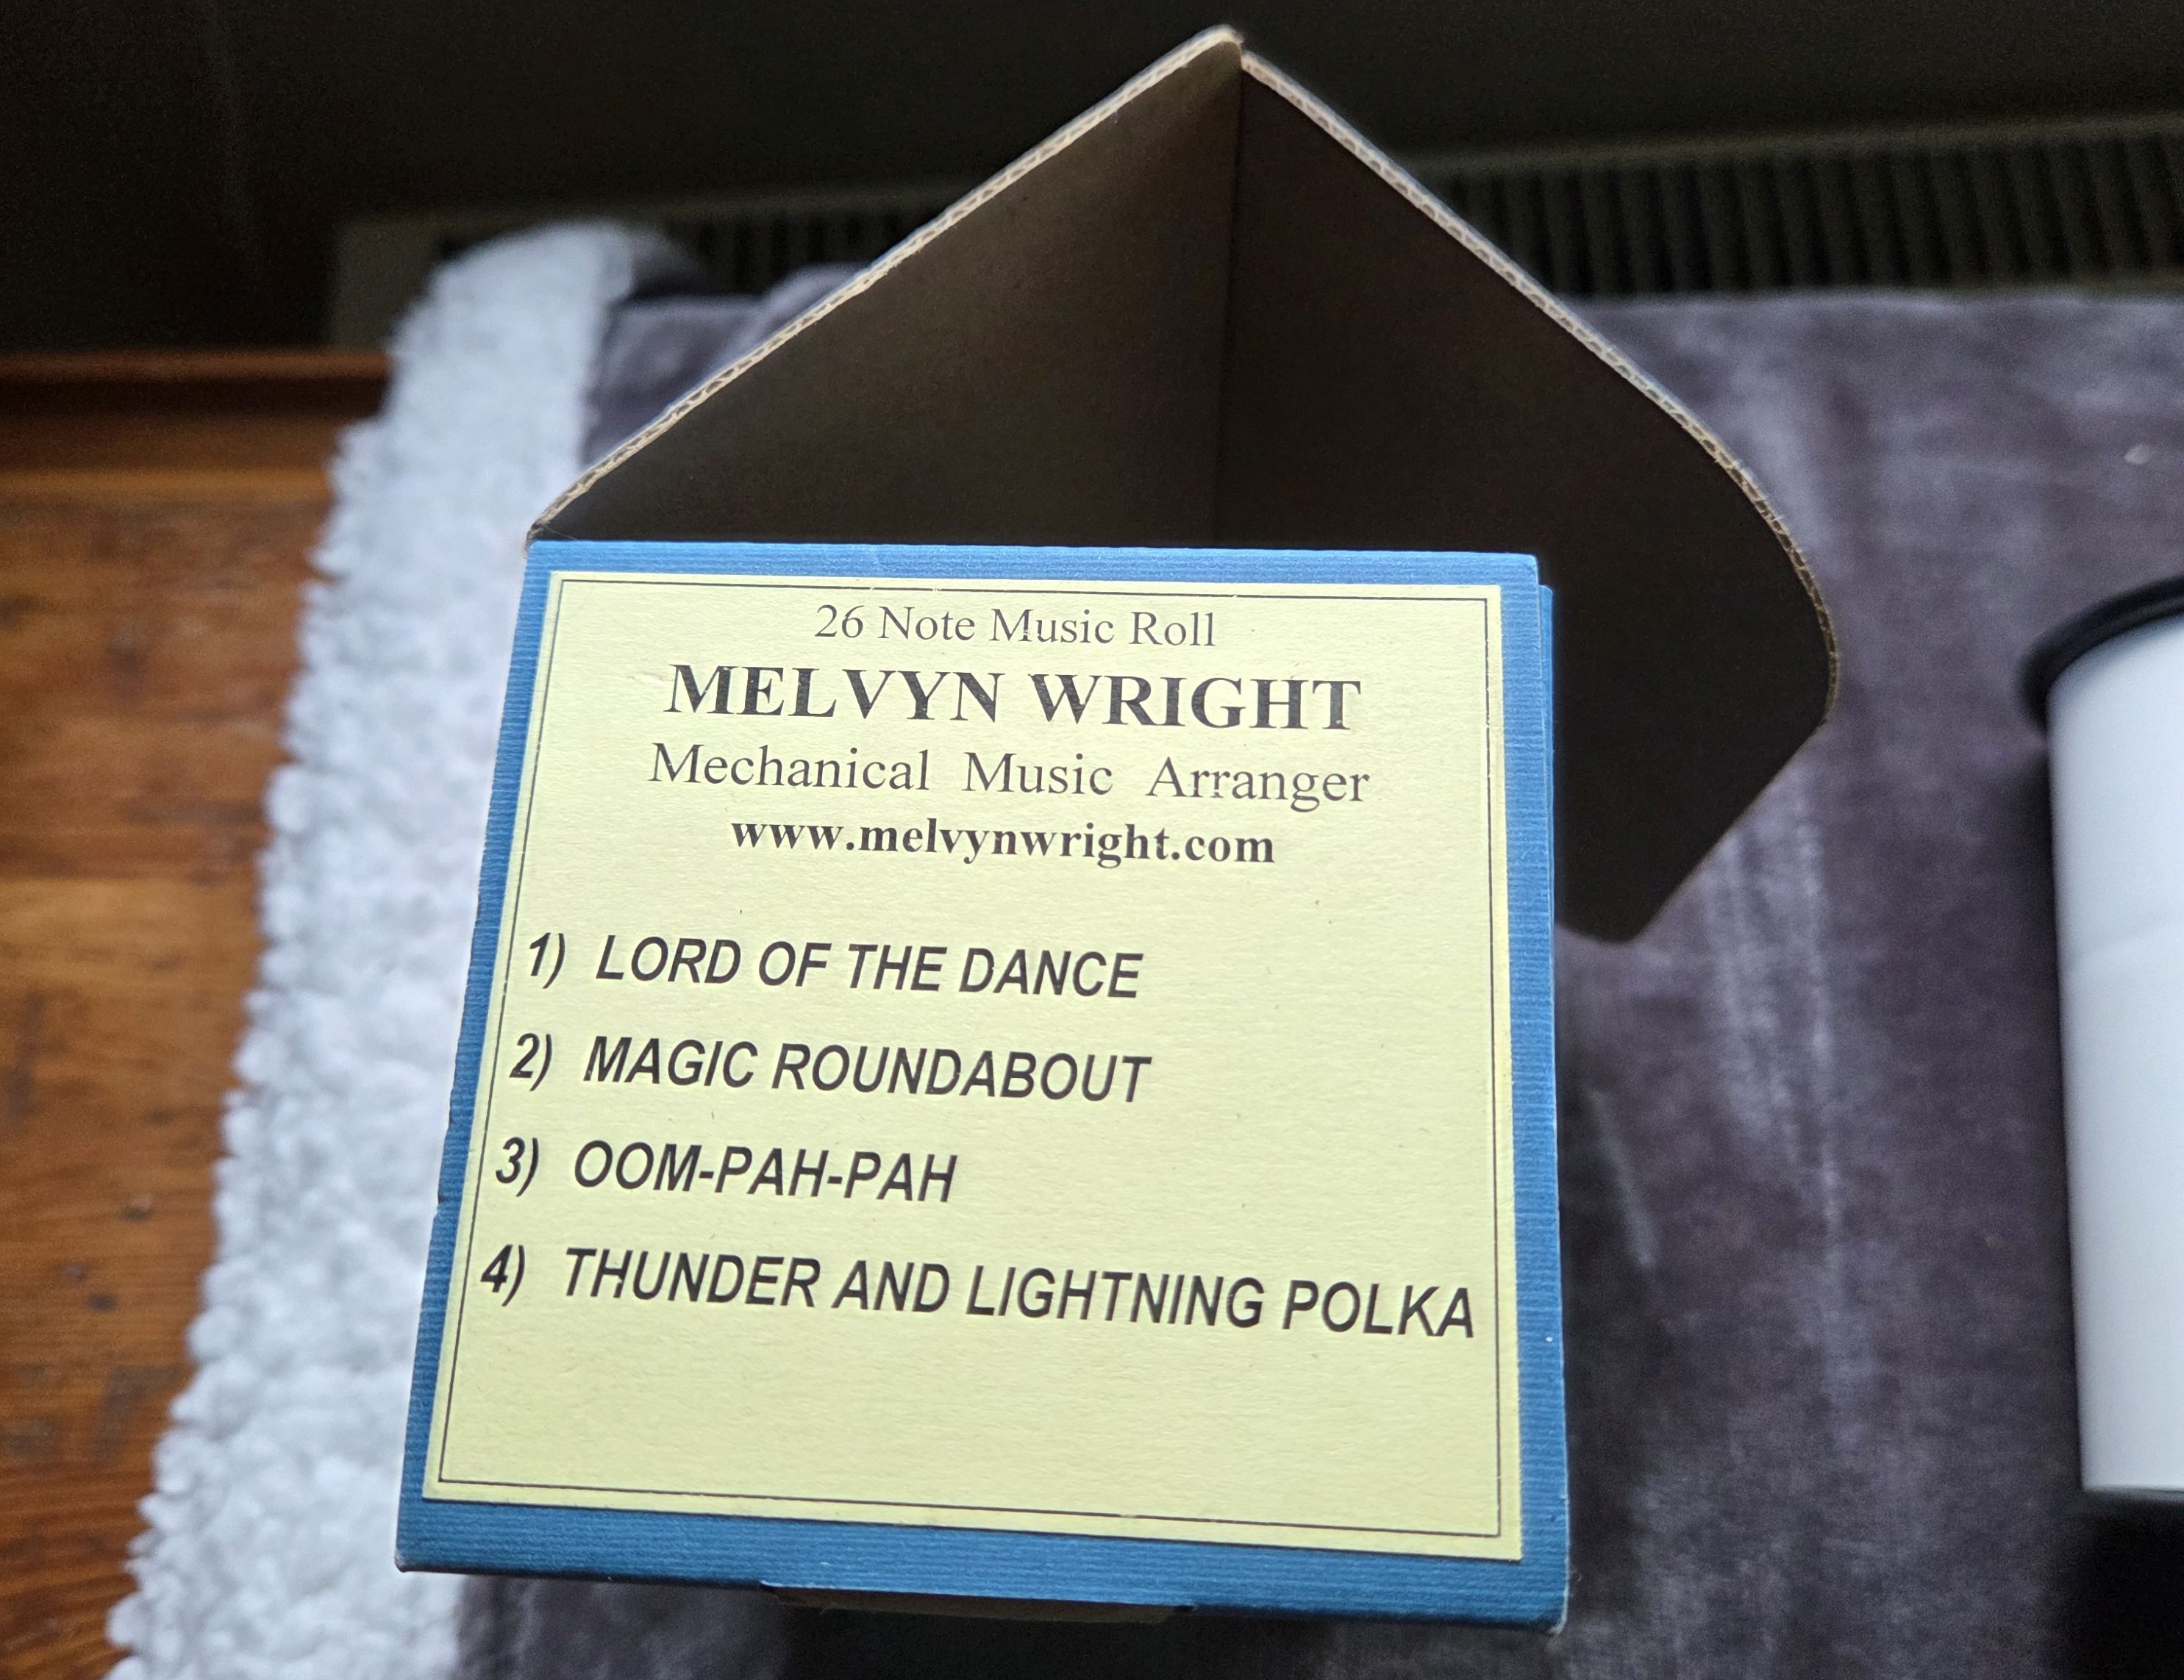 26 Note Music Roll
MELVYN WRIGHT
Mechanical Music Arranger
www.melvynwright.com
1) LORD OF THE DANCE
2) MAGIC ROUNDABOUT
3) OOM-PAH-PAH
4) THUNDER AND LIGHTNING POLKA